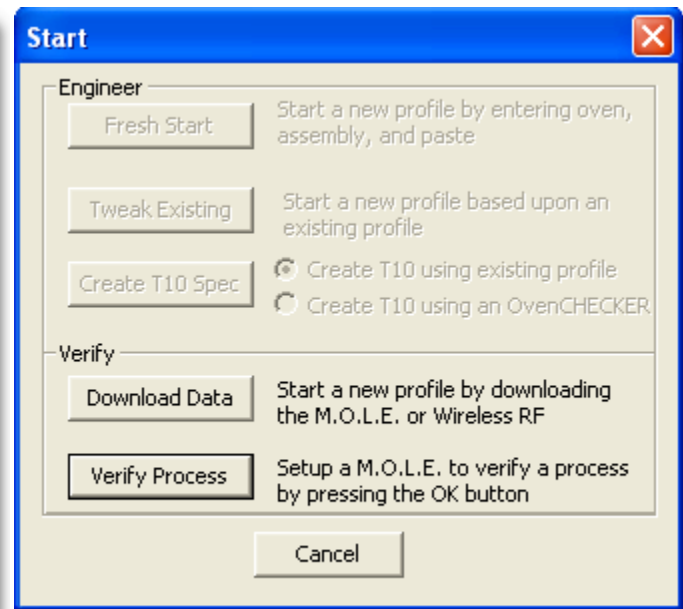 Start
Engineer
Fresh Start
Start a new profile by entering oven,
assembly, and paste
Tweak Existing
Start a new profile based upon an
existing profile
Create T10 Spec
Create T10 using existing profile
Create T10 using an OvenCHECKER
Verify
Download Data
Start a new profile by downloading
the M.O.L.E. or Wireless RF
Verify Process
Setup a M.O.L.E. to verify a process
by pressing the OK button
Cancel